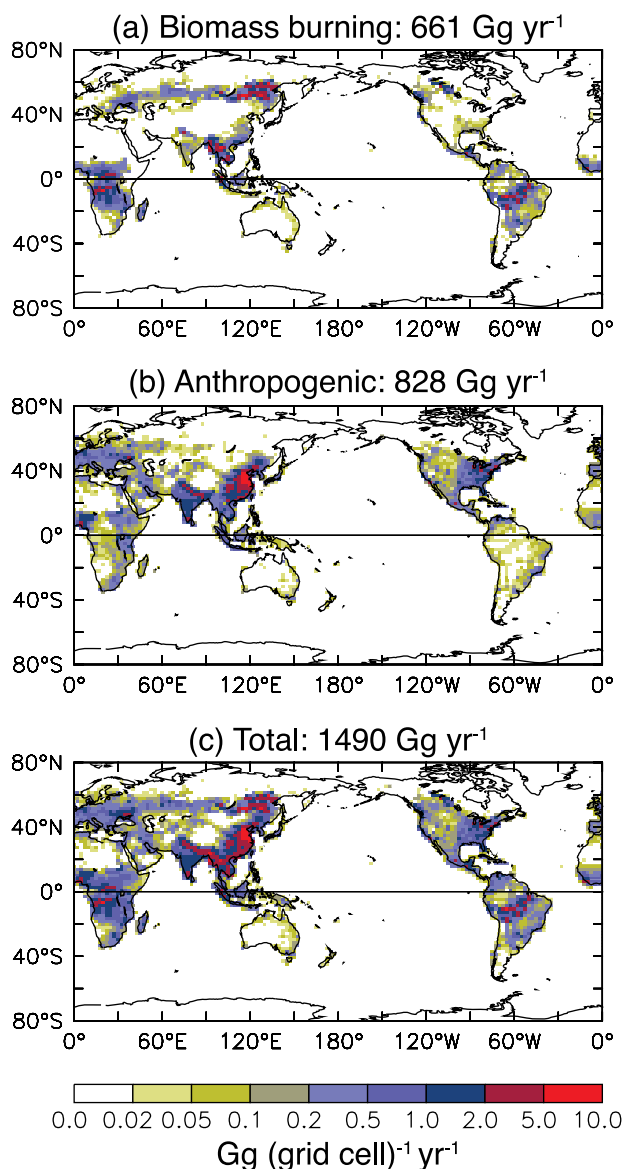 (a) Biomass burning: 661 Gg yr⁻¹
80°N
40°N
0°
40°S
80°S
0° 60°E 120°E 180° 120°W 60°W 0°
(b) Anthropogenic: 828 Gg yr⁻¹
80°N
40°N
0°
40°S
80°S
0° 60°E 120°E 180° 120°W 60°W 0°
(c) Total: 1490 Gg yr⁻¹
80°N
40°N
0°
40°S
80°S
0° 60°E 120°E 180° 120°W 60°W 0°
0.0 0.02 0.05 0.1 0.2 0.5 1.0 2.0 5.0 10.0
Gg (grid cell)⁻¹ yr⁻¹